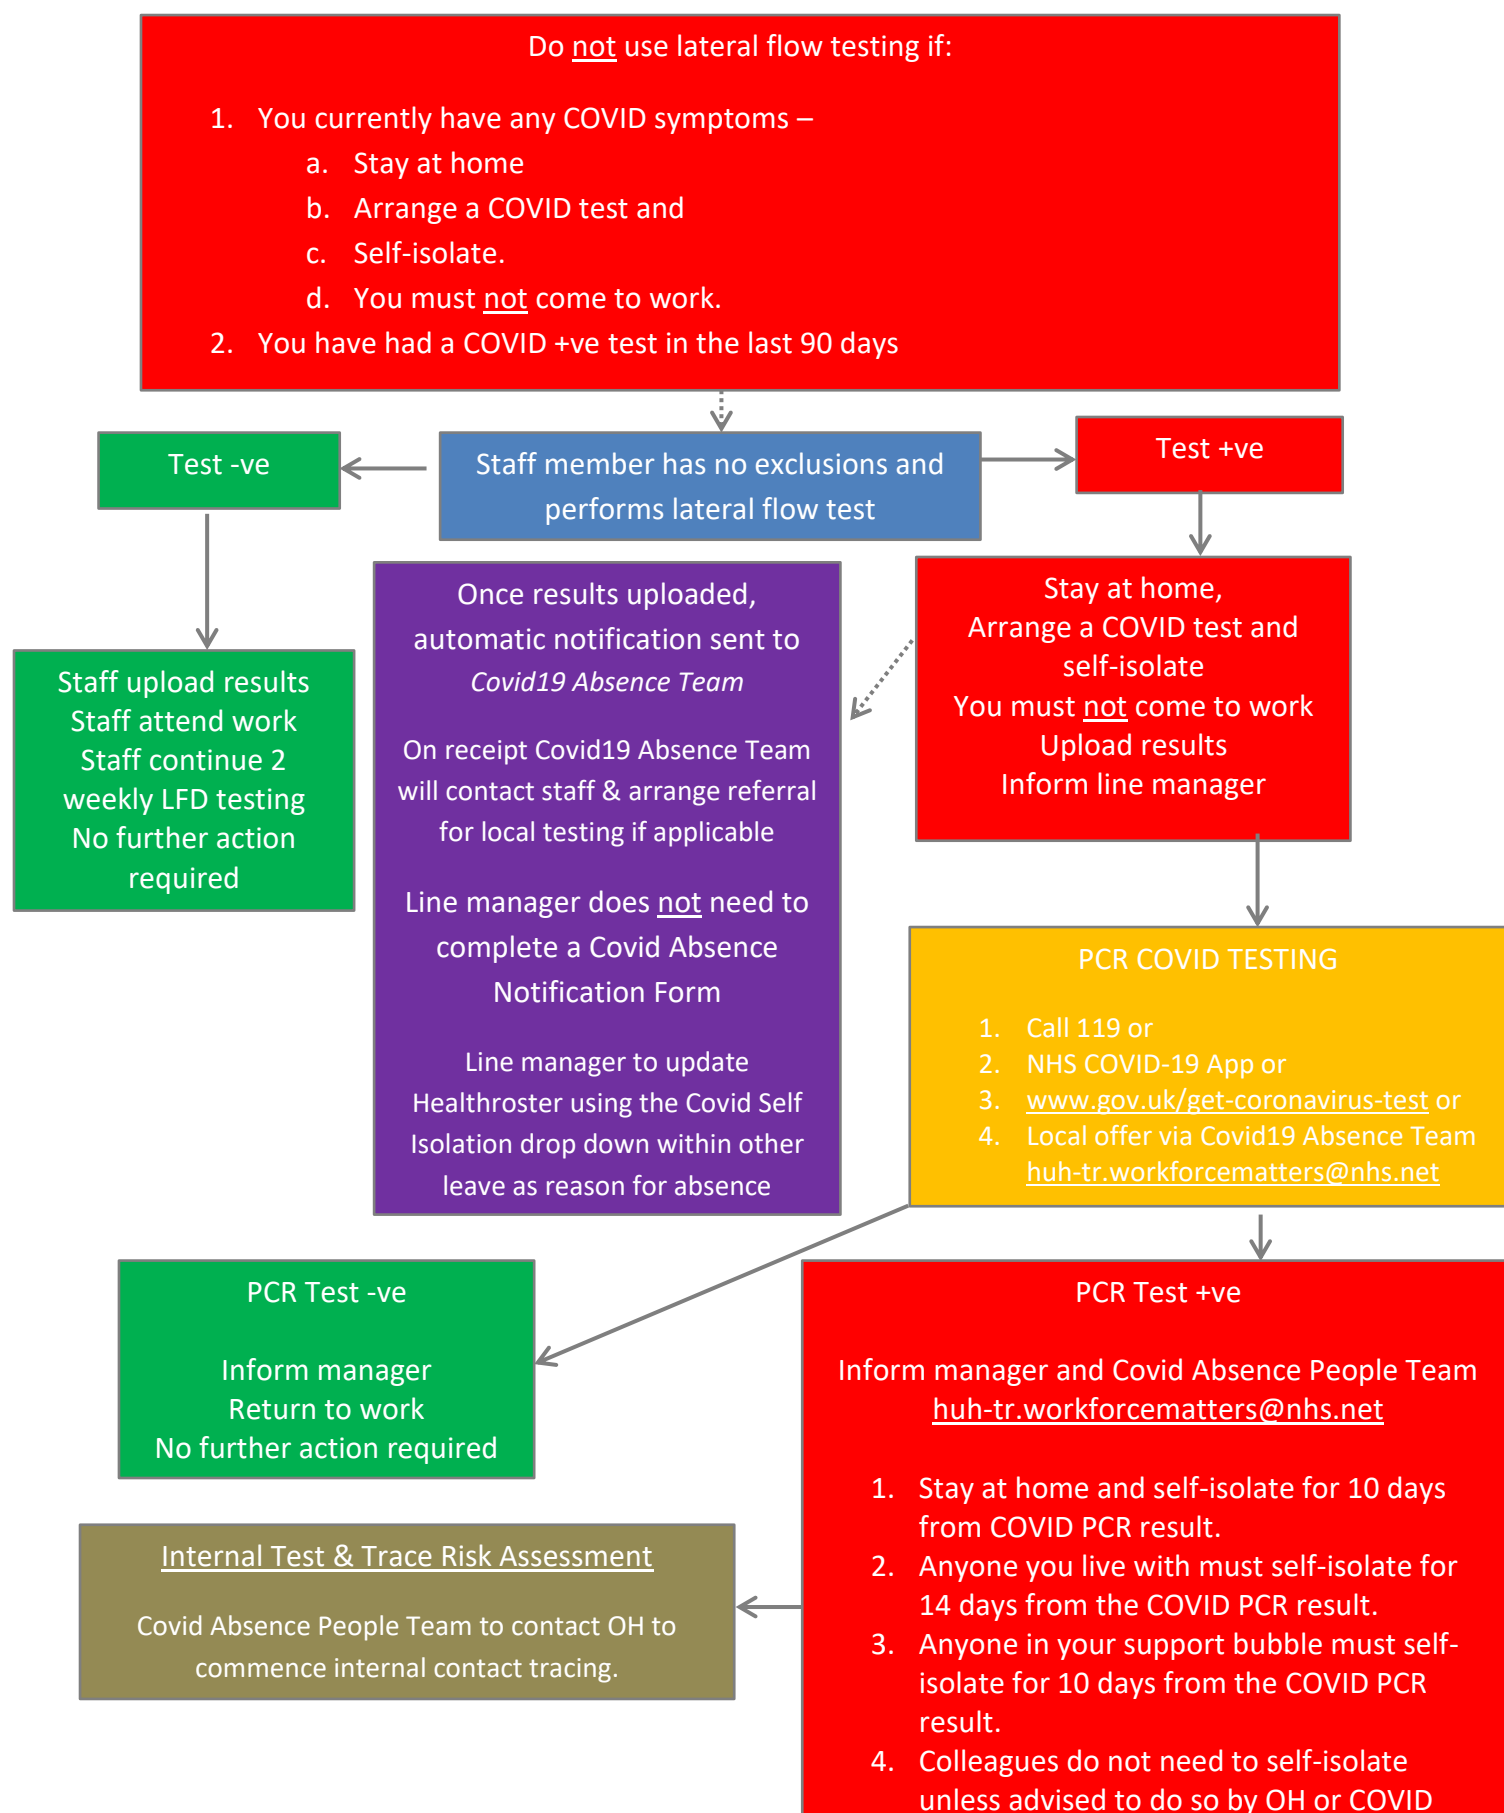 Do not use lateral flow testing if:
1. You currently have any COVID symptoms –
a. Stay at home
b. Arrange a COVID test and
c. Self-isolate.
d. You must not come to work.
2. You have had a COVID +ve test in the last 90 days
Test -ve
Staff member has no exclusions and
performs lateral flow test
Test +ve
Staff upload results
Staff attend work
Staff continue 2
weekly LFD testing
No further action
required
Once results uploaded,
automatic notification sent to
Covid19 Absence Team
On receipt Covid19 Absence Team
will contact staff & arrange referral
for local testing if applicable
Line manager does not need to
complete a Covid Absence
Notification Form
Line manager to update
Healthroster using the Covid Self
Isolation drop down within other
leave as reason for absence
Stay at home,
Arrange a COVID test and
self-isolate
You must not come to work
Upload results
Inform line manager
PCR COVID TESTING
1. Call 119 or
2. NHS COVID-19 App or
3. www.gov.uk/get-coronavirus-test or
4. Local offer via Covid19 Absence Team
huh-tr.workforcematters@nhs.net
PCR Test -ve
Inform manager
Return to work
No further action required
PCR Test +ve
Inform manager and Covid Absence People Team
huh-tr.workforcematters@nhs.net
1. Stay at home and self-isolate for 10 days
from COVID PCR result.
2. Anyone you live with must self-isolate for
14 days from the COVID PCR result.
3. Anyone in your support bubble must self-
isolate for 10 days from the COVID PCR
result.
4. Colleagues do not need to self-isolate
unless advised to do so by OH or COVID
Internal Test & Trace Risk Assessment
Covid Absence People Team to contact OH to
commence internal contact tracing.